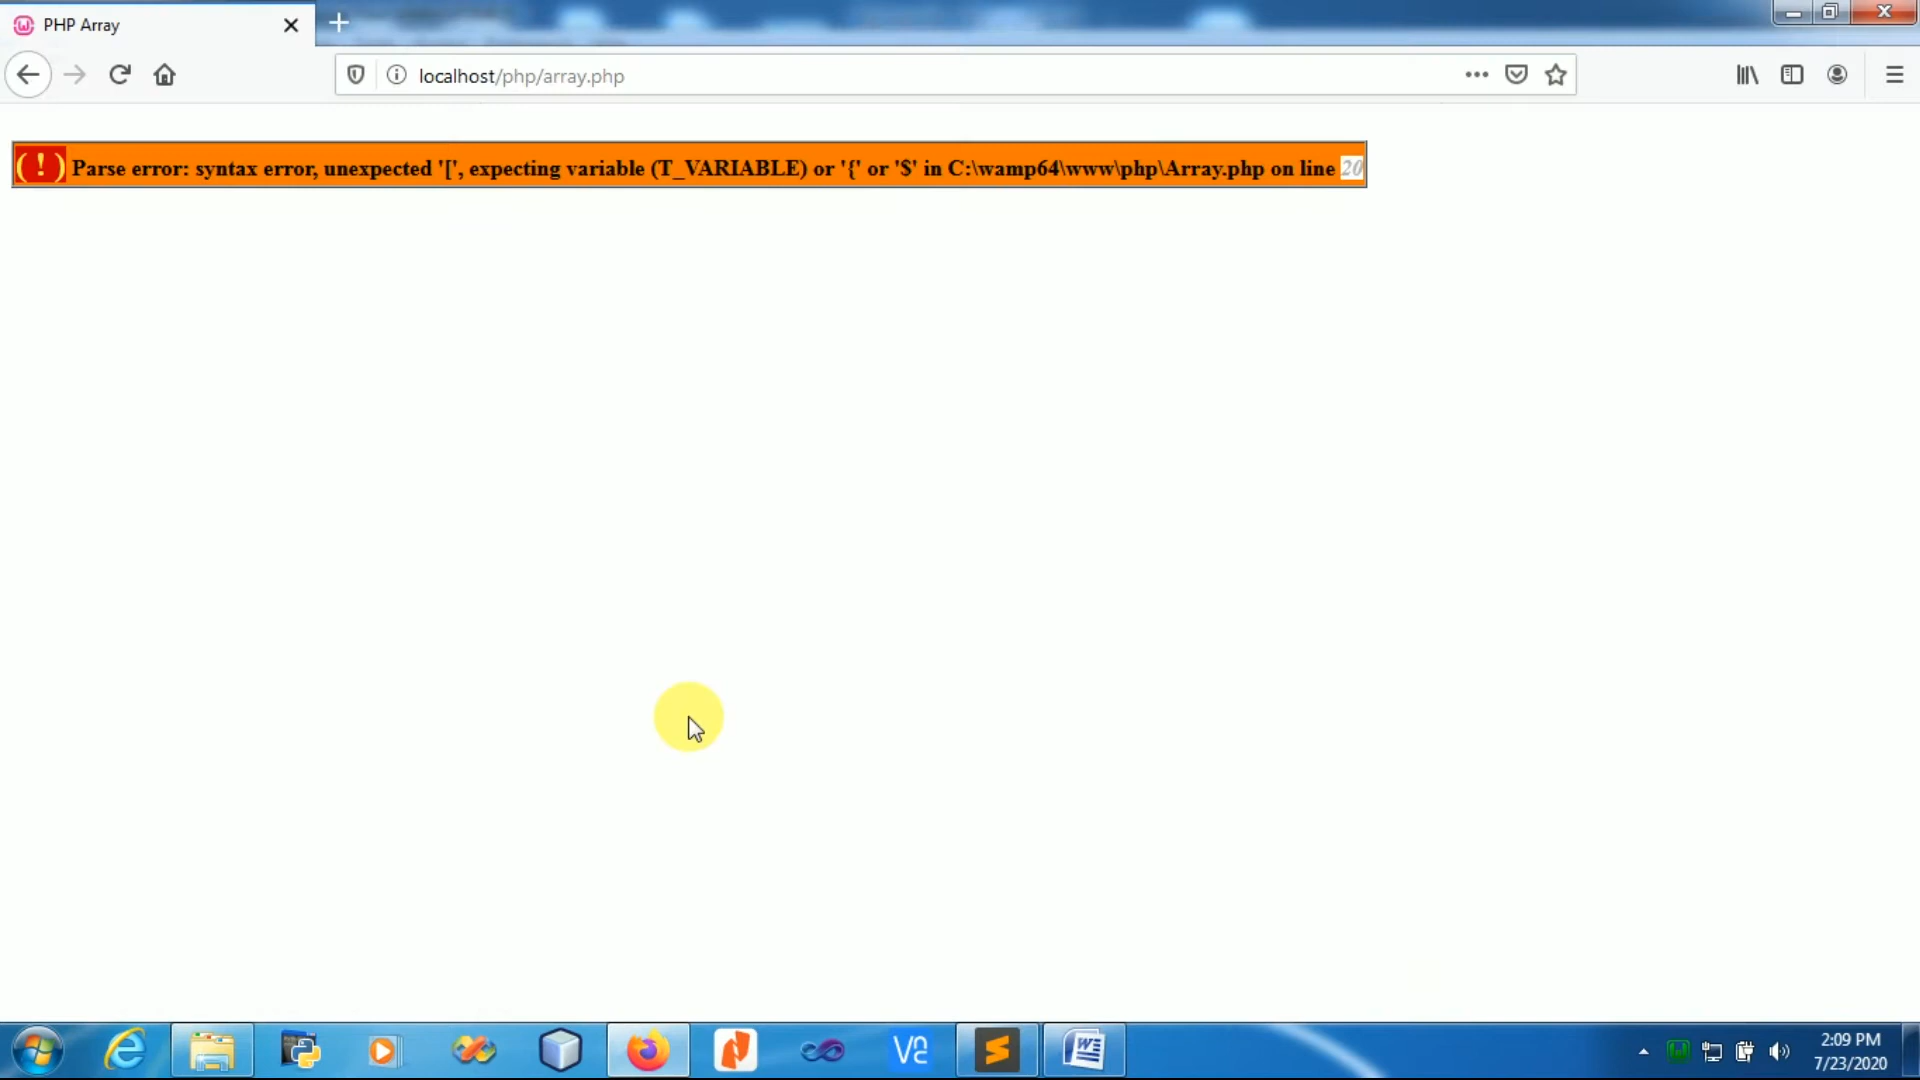 PHP Array
localhost/php/array.php
( ! ) Parse error: syntax error, unexpected '[', expecting variable (T_VARIABLE) or '{' or '$' in C:\wamp64\www\php\Array.php on line 20
2:09 PM
7/23/2020